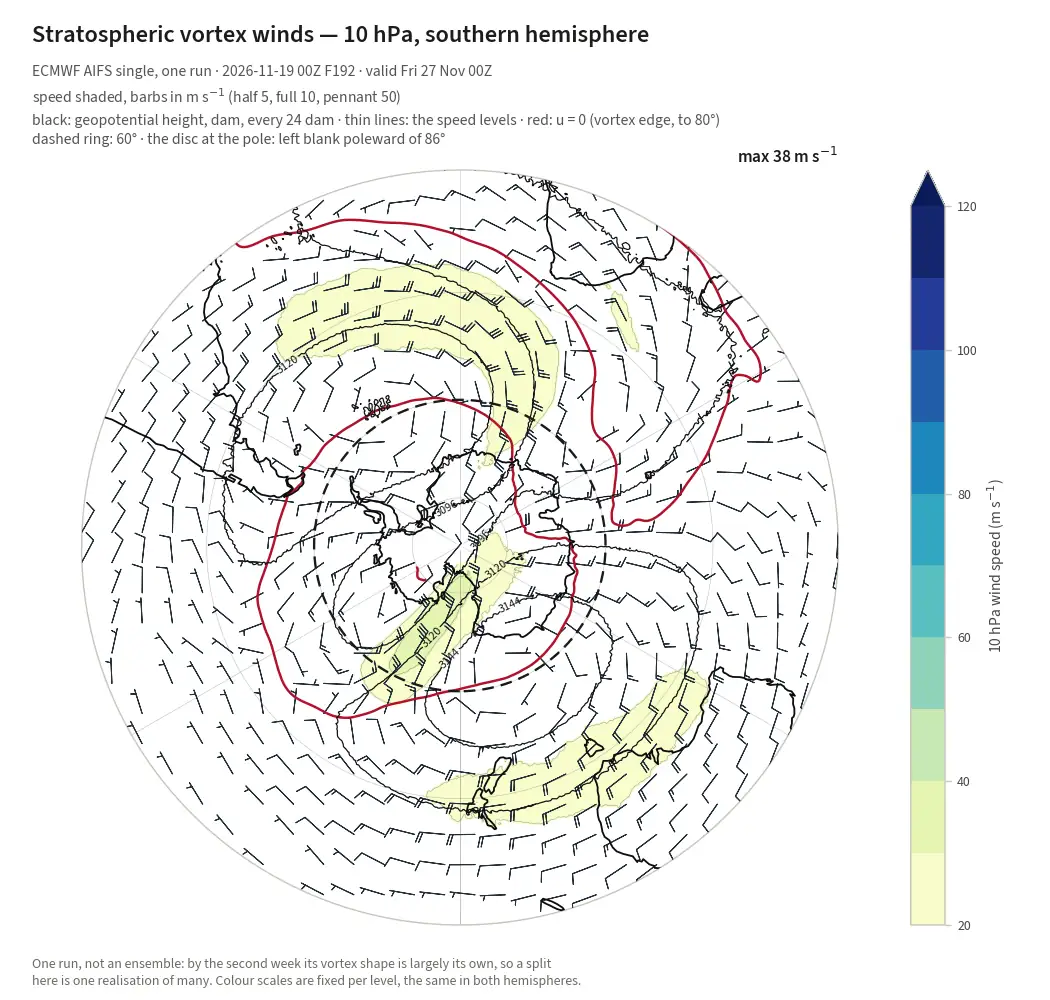 Stratospheric vortex winds — 10 hPa, southern hemisphere
ECMWF AIFS single, one run · 2026-11-19 00Z F192 · valid Fri 27 Nov 00Z
speed shaded, barbs in m s⁻¹ (half 5, full 10, pennant 50)
black: geopotential height, dam, every 24 dam · thin lines: the speed levels · red: u = 0 (vortex edge, to 80°)
dashed ring: 60° · the disc at the pole: left blank poleward of 86°
max 38 m s⁻¹
120
100
80
60
40
20
10 hPa wind speed (m s⁻¹)
3120
3096
3096
3120
3144
3120
3144
One run, not an ensemble: by the second week its vortex shape is largely its own, so a split
here is one realisation of many. Colour scales are fixed per level, the same in both hemispheres.